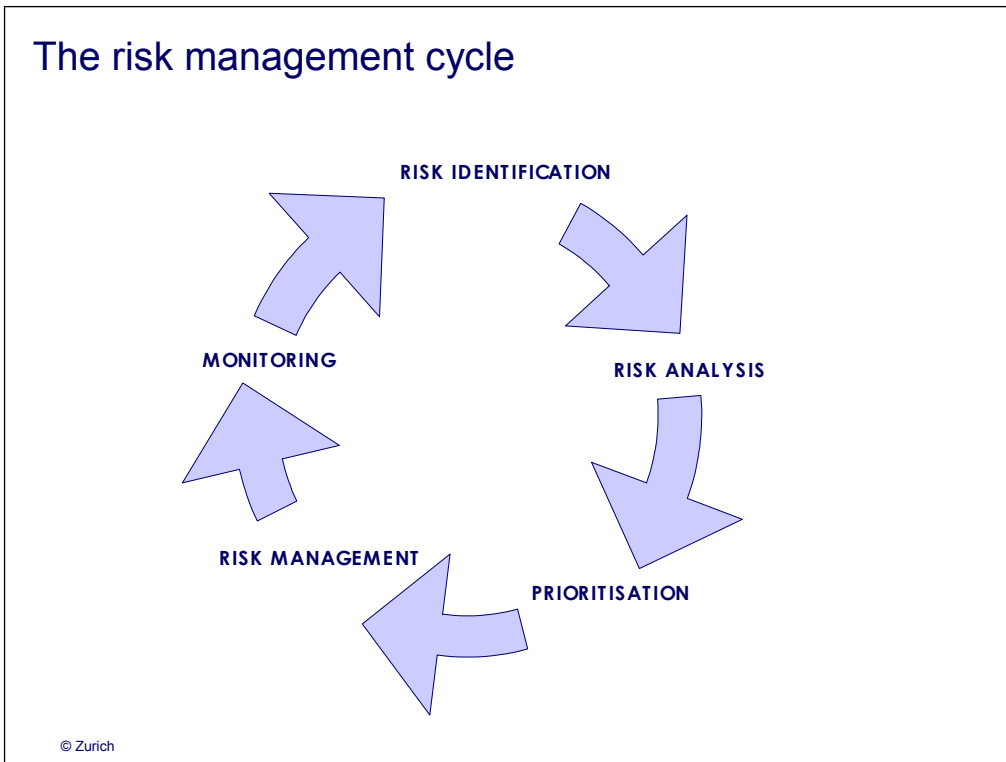 The risk management cycle
RISK IDENTIFICATION
MONITORING
RISK ANALYSIS
RISK MANAGEMENT
PRIORITISATION
© Zurich